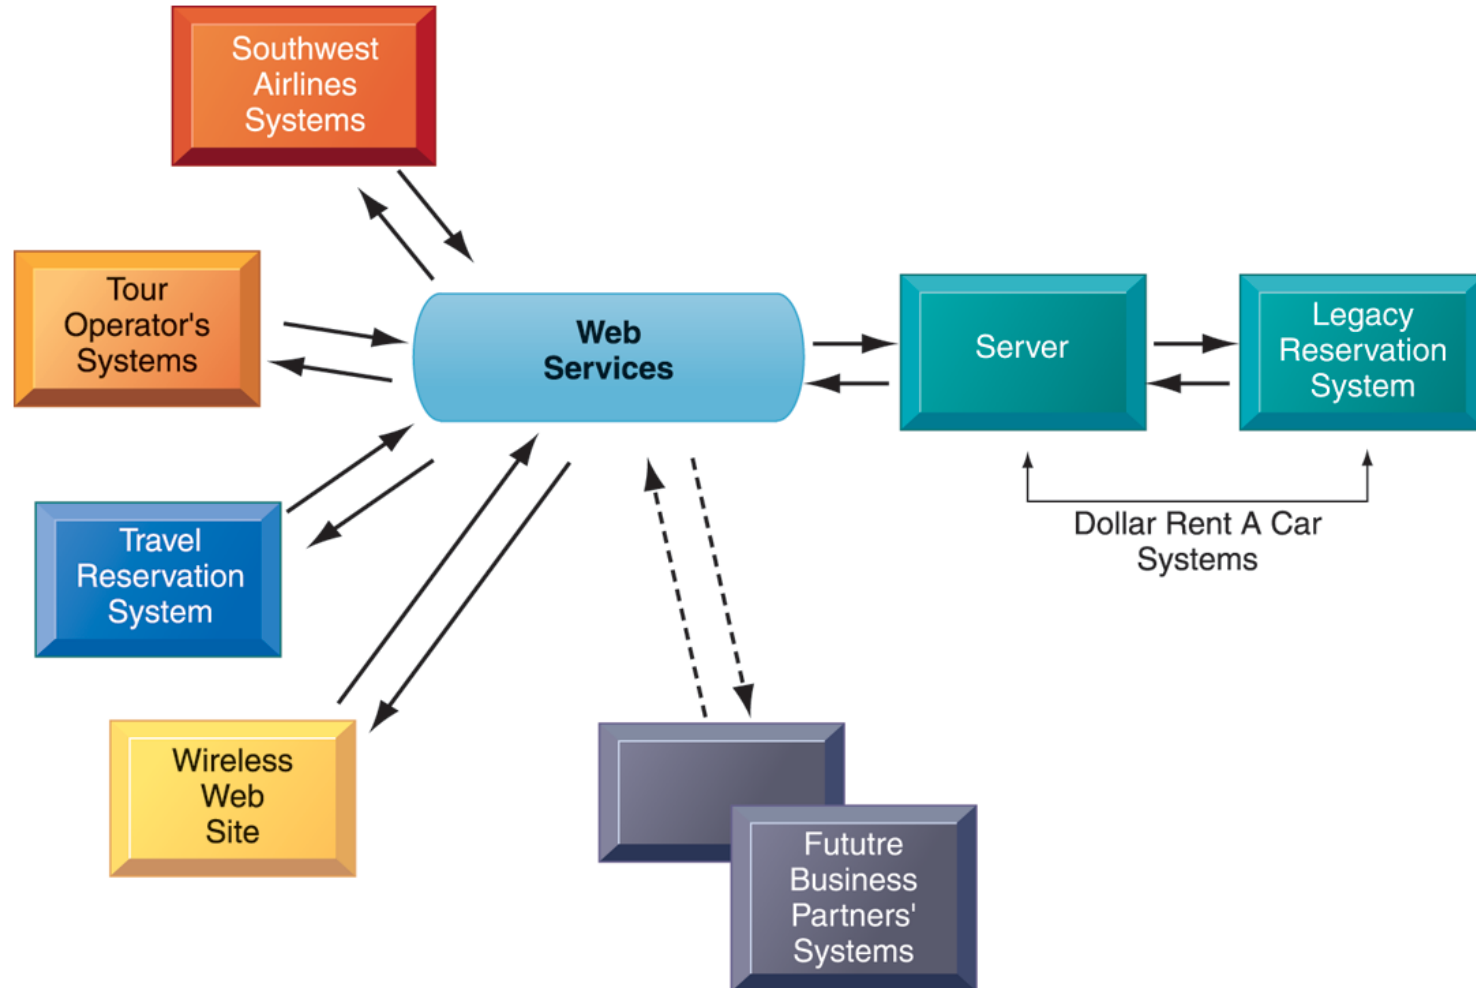 Southwest
Airlines
Systems
Tour
Operator's
Systems
Web
Services
Server
Legacy
Reservation
System
Dollar Rent A Car
Systems
Travel
Reservation
System
Wireless
Web
Site
Fututre
Business
Partners'
Systems